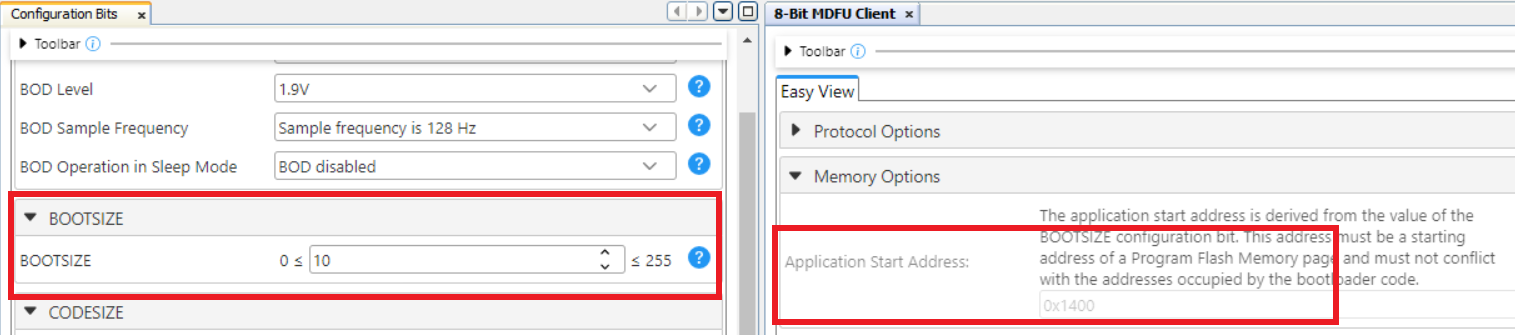 Configuration Bits
Toolbar
BOD Level 1.9V
BOD Sample Frequency Sample frequency is 128 Hz
BOD Operation in Sleep Mode BOD disabled
BOOTSIZE
BOOTSIZE 0 ≤ 10 ≤ 255
CODESIZE
8-Bit MDFU Client
Toolbar
Easy View
Protocol Options
Memory Options
The application start address is derived from the value of the
BOOTSIZE configuration bit. This address must be a starting
Application Start Address: address of a Program Flash Memory page and must not conflict
with the addresses occupied by the bootloader code.
0x1400